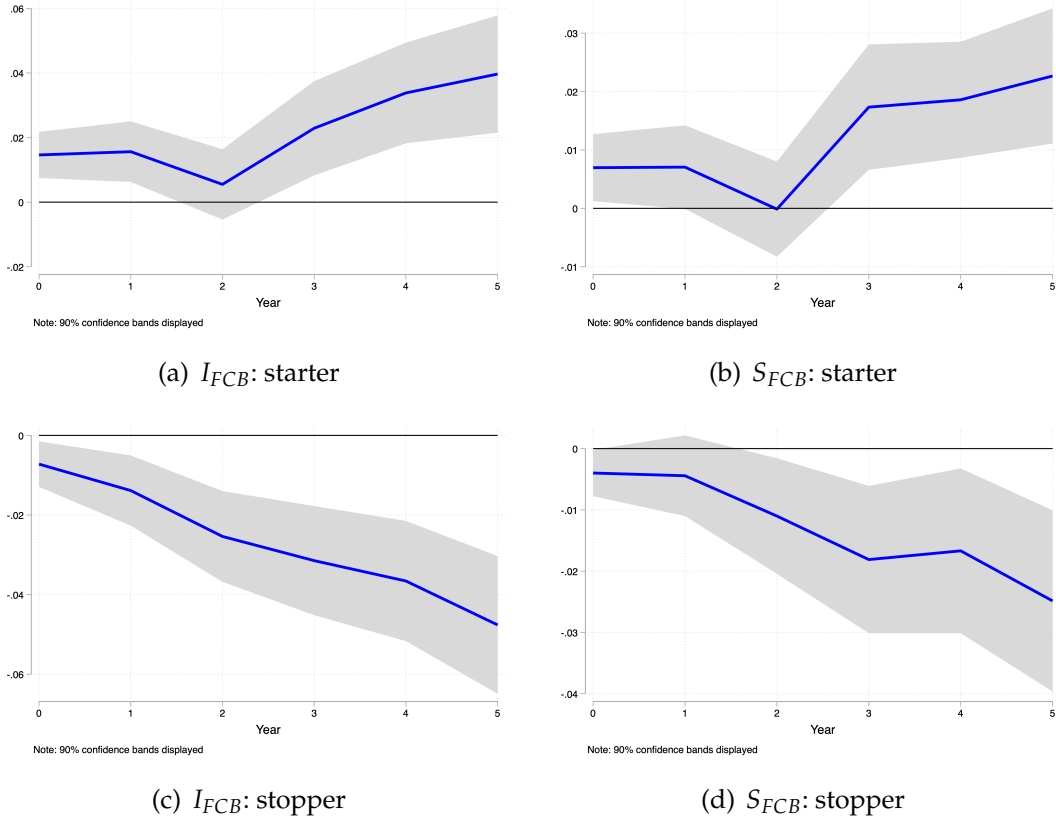 .06
.04
.02
0
-.02
0 1 2 3 4 5
Year
Note: 90% confidence bands displayed
(a) I_FCB: starter
.03
.02
.01
0
-.01
0 1 2 3 4 5
Year
Note: 90% confidence bands displayed
(b) S_FCB: starter
0
-.02
-.04
-.06
0 1 2 3 4 5
Year
Note: 90% confidence bands displayed
(c) I_FCB: stopper
0
-.01
-.02
-.03
-.04
0 1 2 3 4 5
Year
Note: 90% confidence bands displayed
(d) S_FCB: stopper